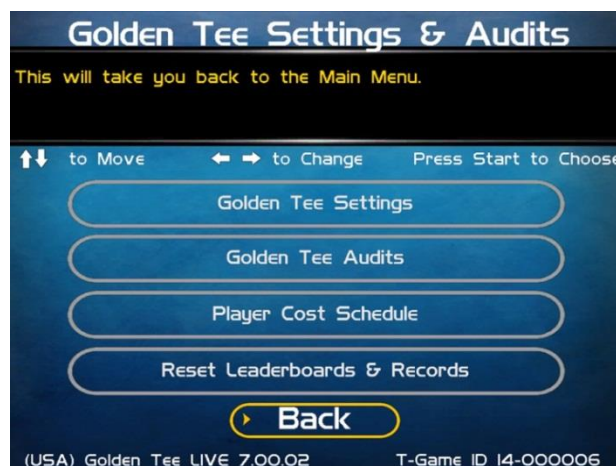 Golden Tee Settings & Audits
This will take you back to the Main Menu.
to Move to Change Press Start to Choose
Golden Tee Settings
Golden Tee Audits
Player Cost Schedule
Reset Leaderboards & Records
Back
(USA) Golden Tee LIVE 7.00.02 T-Game ID 14-000006